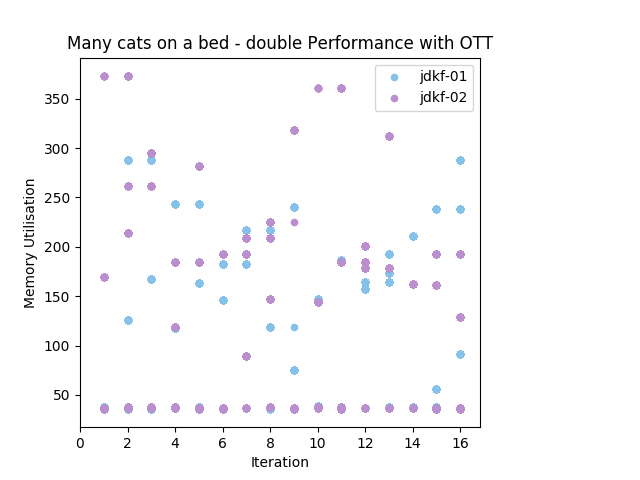 Many cats on a bed - double Performance with OTT
jdkf-01
jdkf-02
350
300
250
200
150
100
50
Memory Utilisation
0 2 4 6 8 10 12 14 16
Iteration